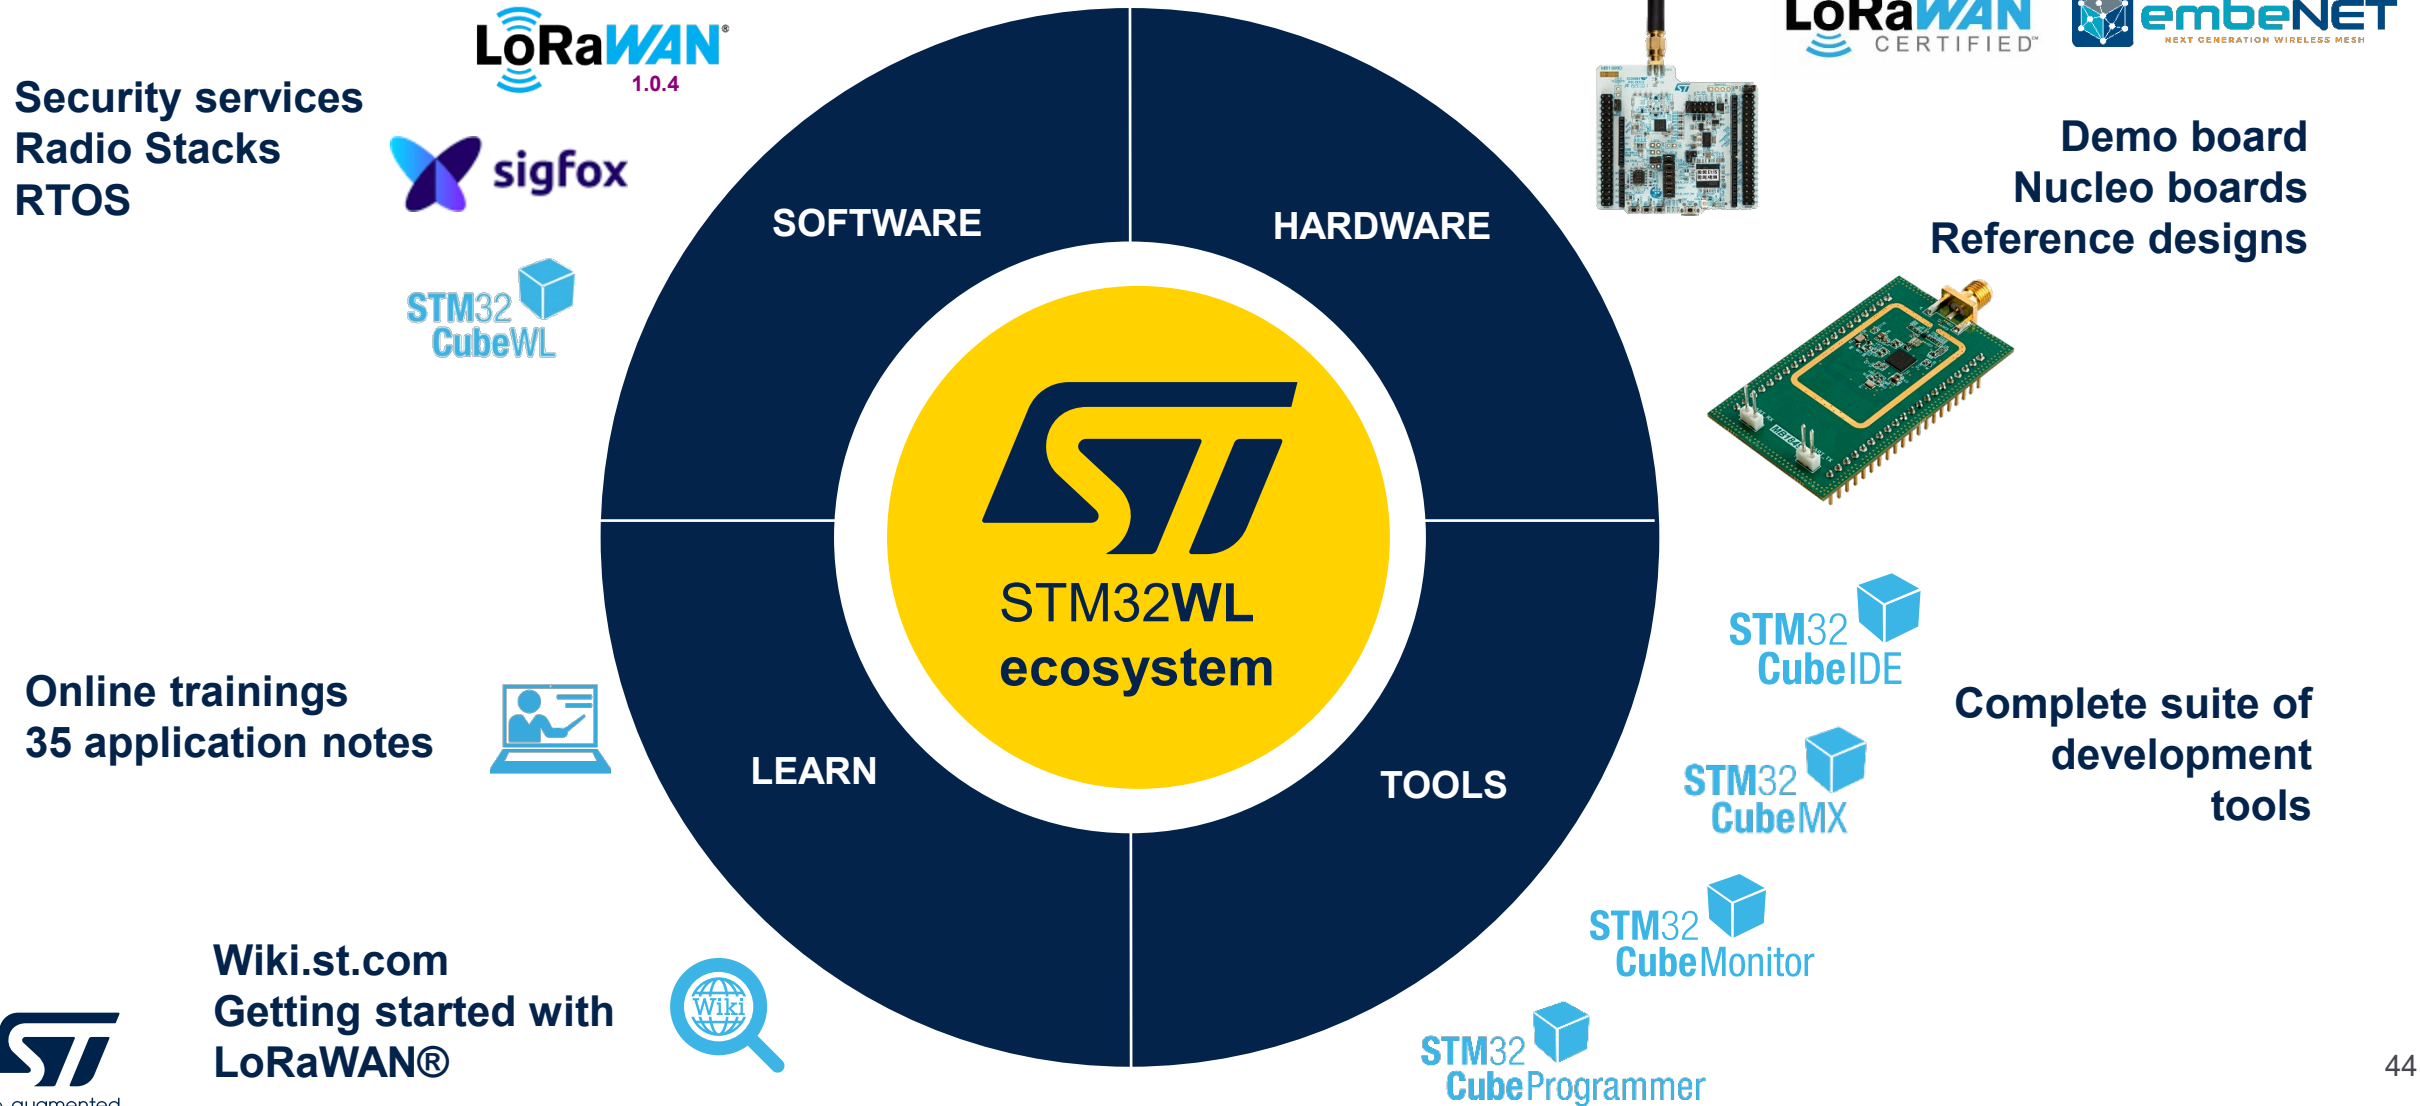 LoRaWAN®
1.0.4
Security services
Radio Stacks
RTOS
sigfox
STM32
CubeWL
SOFTWARE
HARDWARE
LoRaWAN
CERTIFIED
embeNET
NEXT GENERATION WIRELESS MESH
Demo board
Nucleo boards
Reference designs
ST
STM32WL
ecosystem
Online trainings
35 application notes
LEARN
TOOLS
STM32
CubeIDE
STM32
CubeMX
STM32
CubeMonitor
STM32
CubeProgrammer
Complete suite of
development
tools
Wiki.st.com
Getting started with
LoRaWAN®
Wiki
ST
augmented
44